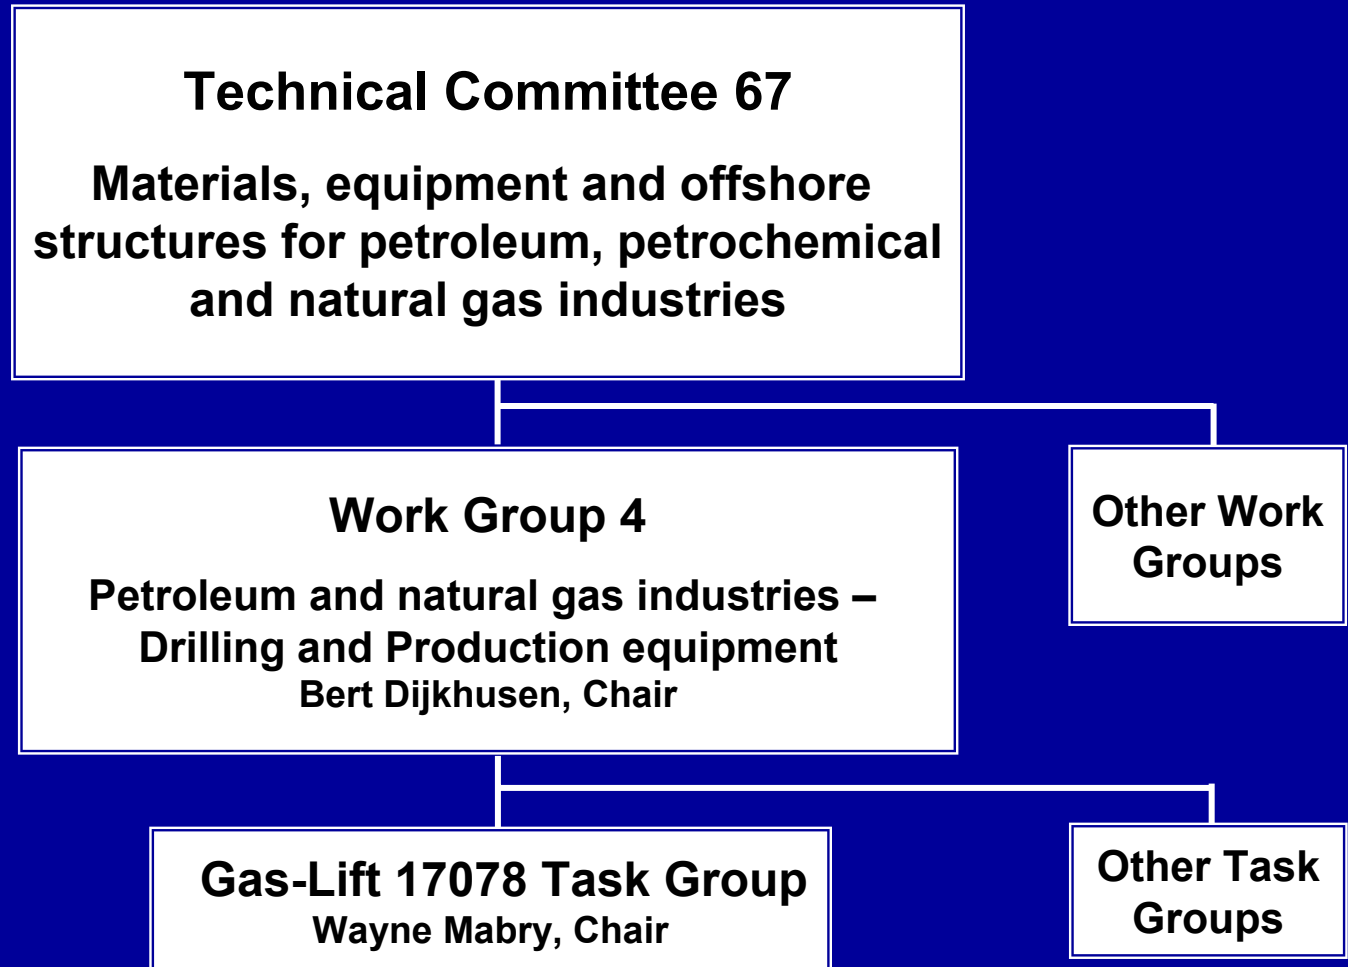 Technical Committee 67
Materials, equipment and offshore
structures for petroleum, petrochemical
and natural gas industries
Work Group 4
Petroleum and natural gas industries –
Drilling and Production equipment
Bert Dijkhusen, Chair
Other Work
Groups
Gas-Lift 17078 Task Group
Wayne Mabry, Chair
Other Task
Groups